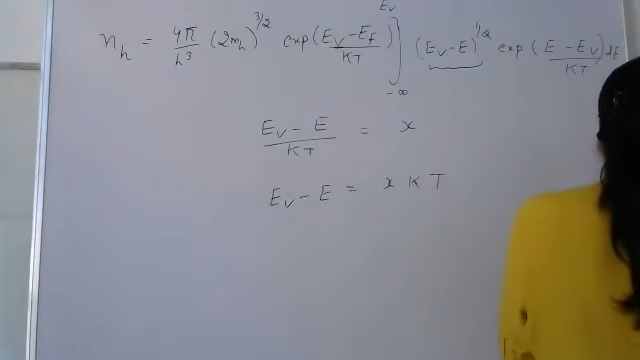 n_h = 4π/h³ (2m_h)^{3/2} exp(E_v - E_f / KT) ∫_{-∞}^{E_v} (E_v - E)^{1/2} exp(E - E_v / KT) dE
E_v - E / KT = x
E_v - E = x K T